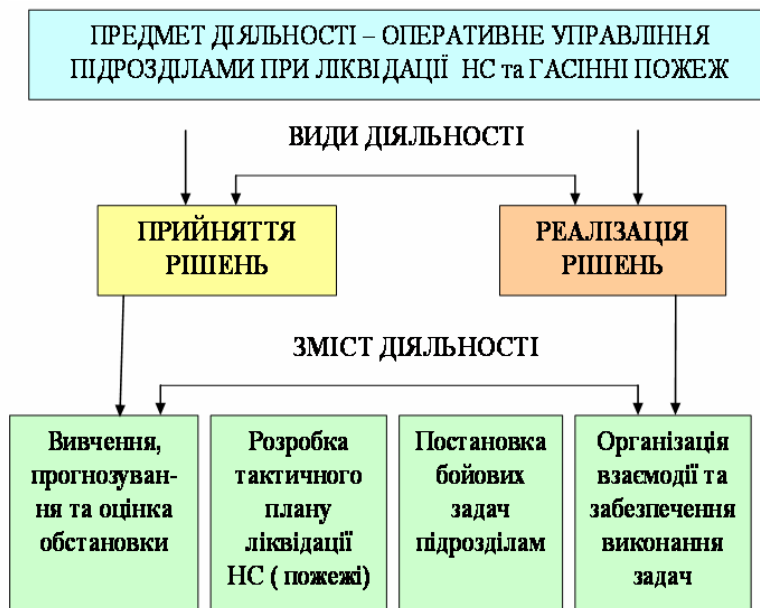 ПРЕДМЕТ ДІЯЛЬНОСТІ – ОПЕРАТИВНЕ УПРАВЛІННЯ
ПІДРОЗДІЛАМИ ПРИ ЛІКВІДАЦІЇ НС та ГАСІННІ ПОЖЕЖ
ВИДИ ДІЯЛЬНОСТІ
ПРИЙНЯТТЯ
РІШЕНЬ
РЕАЛІЗАЦІЯ
РІШЕНЬ
ЗМІСТ ДІЯЛЬНОСТІ
Вивчення,
прогнозуван-
ня та оцінка
обстановки
Розробка
тактичного
плану
ліквідації
НС ( пожежі)
Постановка
бойових
задач
підрозділам
Організація
взаємодії та
забезпечення
виконання
задач